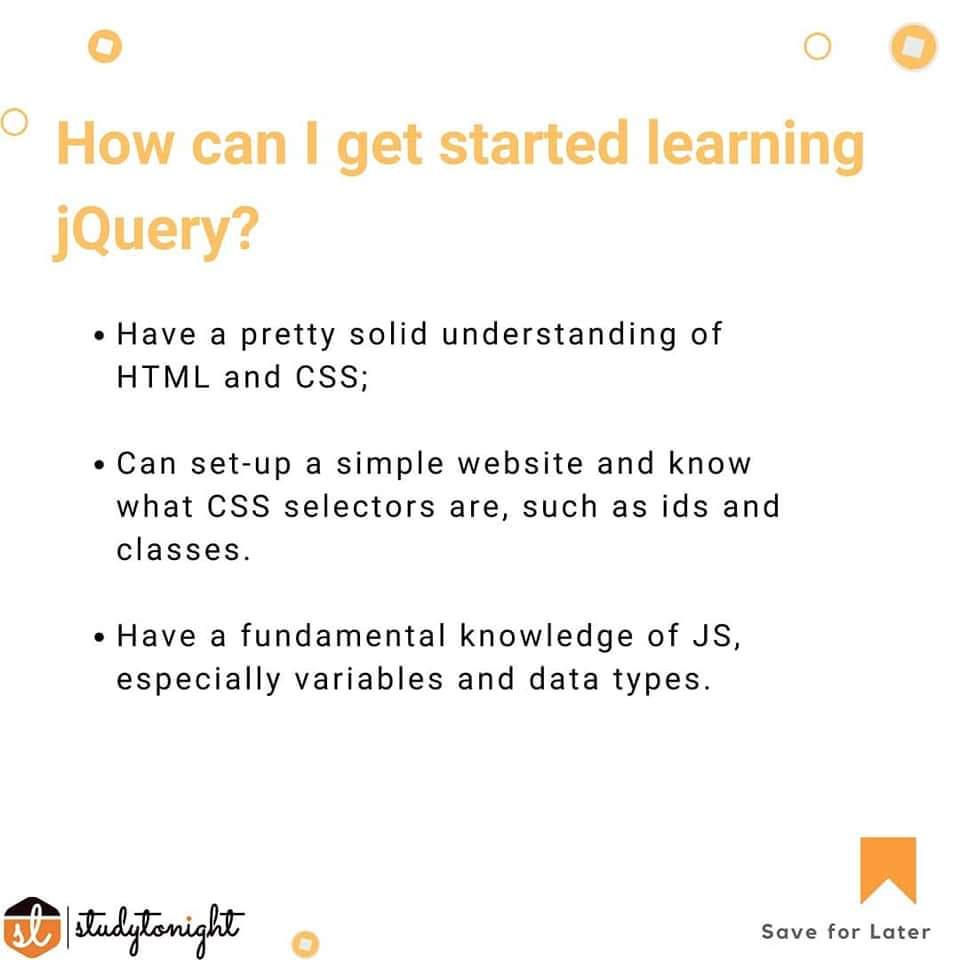 How can I get started learning
jQuery?
• Have a pretty solid understanding of
HTML and CSS;
• Can set-up a simple website and know
what CSS selectors are, such as ids and
classes.
• Have a fundamental knowledge of JS,
especially variables and data types.
sl | studytonight
Save for Later